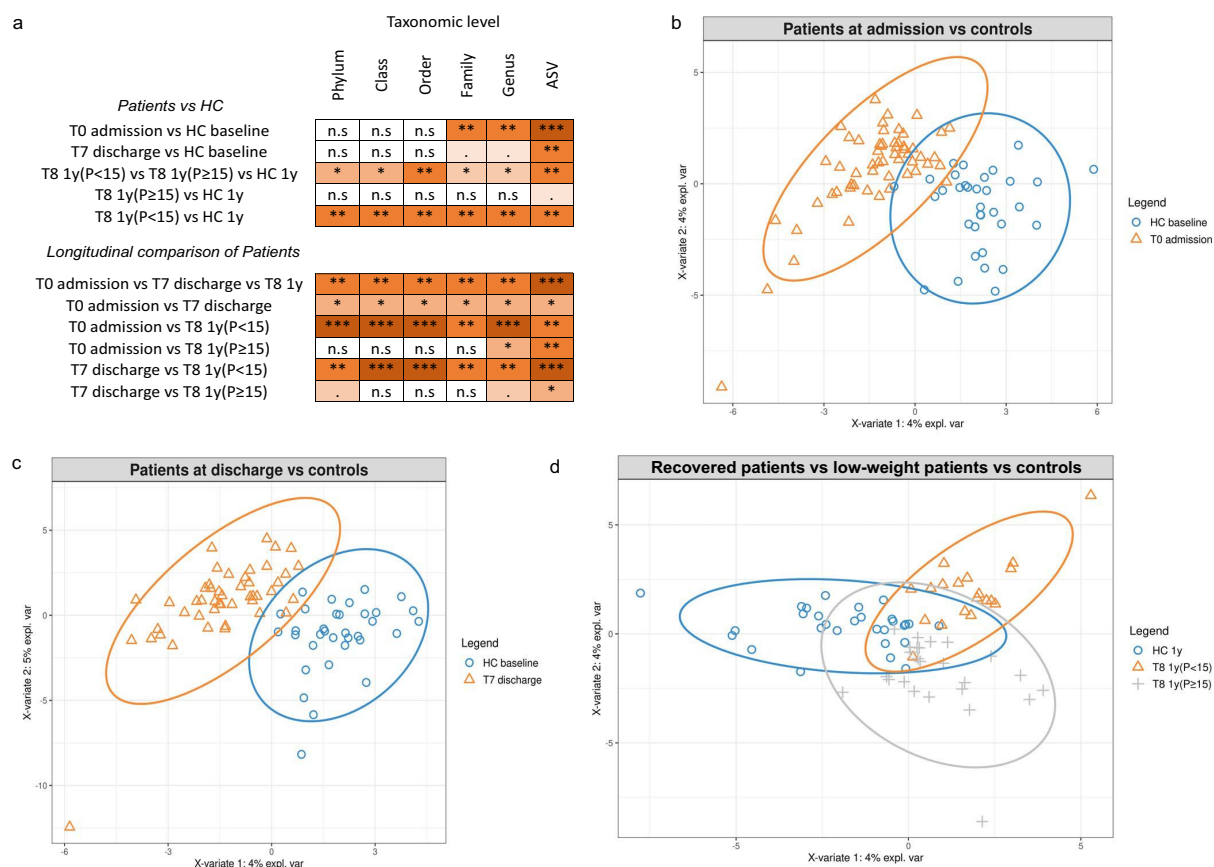 a
Taxonomic level
Phylum Class Order Family Genus ASV
Patients vs HC
T0 admission vs HC baseline n.s n.s n.s ** ** ***
T7 discharge vs HC baseline n.s n.s n.s . . **
T8 1y(P<15) vs T8 1y(P≥15) vs HC 1y * * ** * * **
T8 1y(P≥15) vs HC 1y n.s n.s n.s n.s n.s .
T8 1y(P<15) vs HC 1y ** ** ** ** ** **
Longitudinal comparison of Patients
T0 admission vs T7 discharge vs T8 1y ** ** ** ** ** ***
T0 admission vs T7 discharge * * * * * *
T0 admission vs T8 1y(P<15) *** *** *** ** *** **
T0 admission vs T8 1y(P≥15) n.s n.s n.s n.s * **
T7 discharge vs T8 1y(P<15) ** *** *** ** ** ***
T7 discharge vs T8 1y(P≥15) . n.s n.s . . *
b
Patients at admission vs controls
X-variate 2: 4% expl. var
5
0
-5
-6 -3 0 3 6
X-variate 1: 4% expl. var
Legend
HC baseline
T0 admission
c
Patients at discharge vs controls
X-variate 2: 5% expl. var
5
0
-5
-10
-6 -3 0 3
X-variate 1: 4% expl. var
Legend
HC baseline
T7 discharge
d
Recovered patients vs low-weight patients vs controls
X-variate 2: 4% expl. var
5
0
-5
-5 0 5
X-variate 1: 4% expl. var
Legend
HC 1y
T8 1y(P<15)
T8 1y(P≥15)